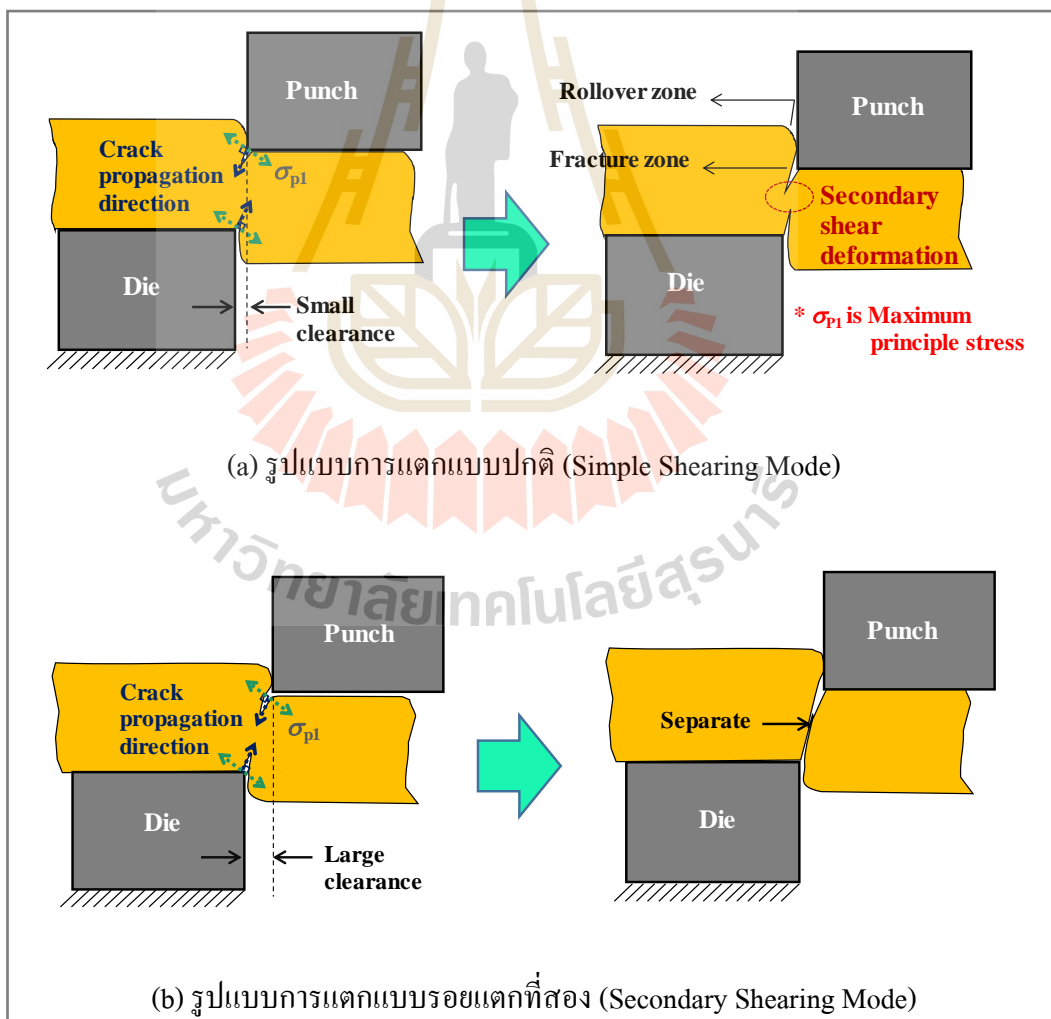 Punch
Crack
propagation
direction
σp1
Die
Small
clearance
Rollover zone
Fracture zone
Punch
Secondary
shear
deformation
Die
* σP1 is Maximum
principle stress
(a) รูปแบบการแตกแบบปกติ (Simple Shearing Mode)
มหาวิทยาลัยเทคโนโลยีสุรนารี
Punch
Crack
propagation
direction
σp1
Die
Large
clearance
Punch
Separate
Die
(b) รูปแบบการแตกแบบรอยแตกที่สอง (Secondary Shearing Mode)